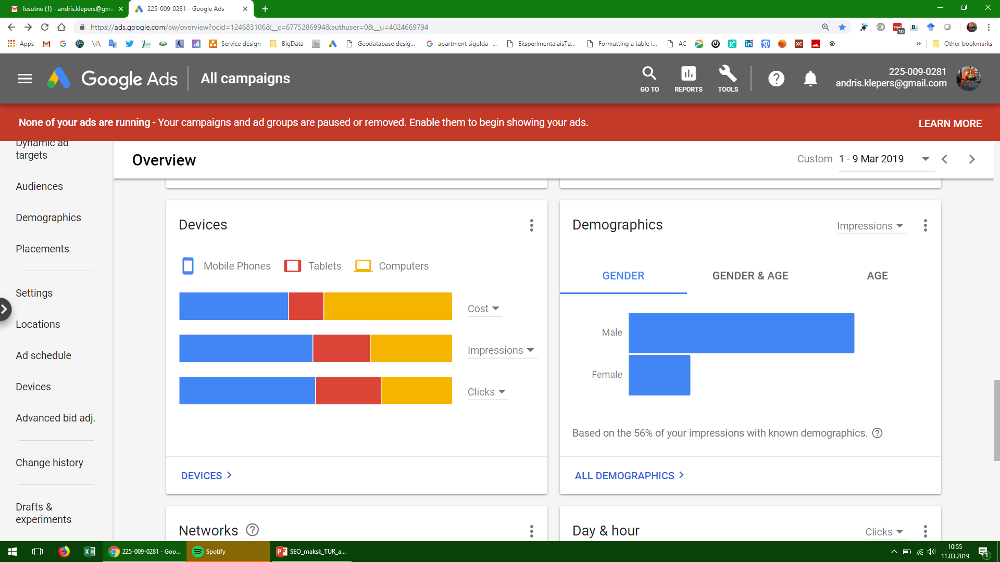 Iesūtne (1) - andris.klepers@gma
225-009-0281 - Google Ads
https://ads.google.com/aw/overview?ocid=124683106&__c=6775286994&authuser=0&__u=4024669794
ABP
10
B.
Apps
G
VA
Service design
BigData
Geodatabase desig...
G
apartment sigulda -...
EksperimentalaisTu...
Formatting a table i...
AC
in
XC
»
Other bookmarks
Google Ads
All campaigns
GO TO
REPORTS
TOOLS
225-009-0281
andris.klepers@gmail.com
None of your ads are running - Your campaigns and ad groups are paused or removed. Enable them to begin showing your ads.
LEARN MORE
Dynamic ad
targets
Audiences
Demographics
Placements
Settings
Locations
Ad schedule
Devices
Advanced bid adj.
Change history
Drafts &
experiments
Overview
Custom 1 - 9 Mar 2019
Devices
Mobile Phones Tablets Computers
Cost
Impressions
Clicks
DEVICES
Demographics
Impressions
GENDER GENDER & AGE AGE
Male
Female
Based on the 56% of your impressions with known demographics.
ALL DEMOGRAPHICS
Networks
Day & hour
Clicks
225-009-0281 - Goo...
Spotify
SEO_maksk_TUR_a...
10:55
11.03.2019
1